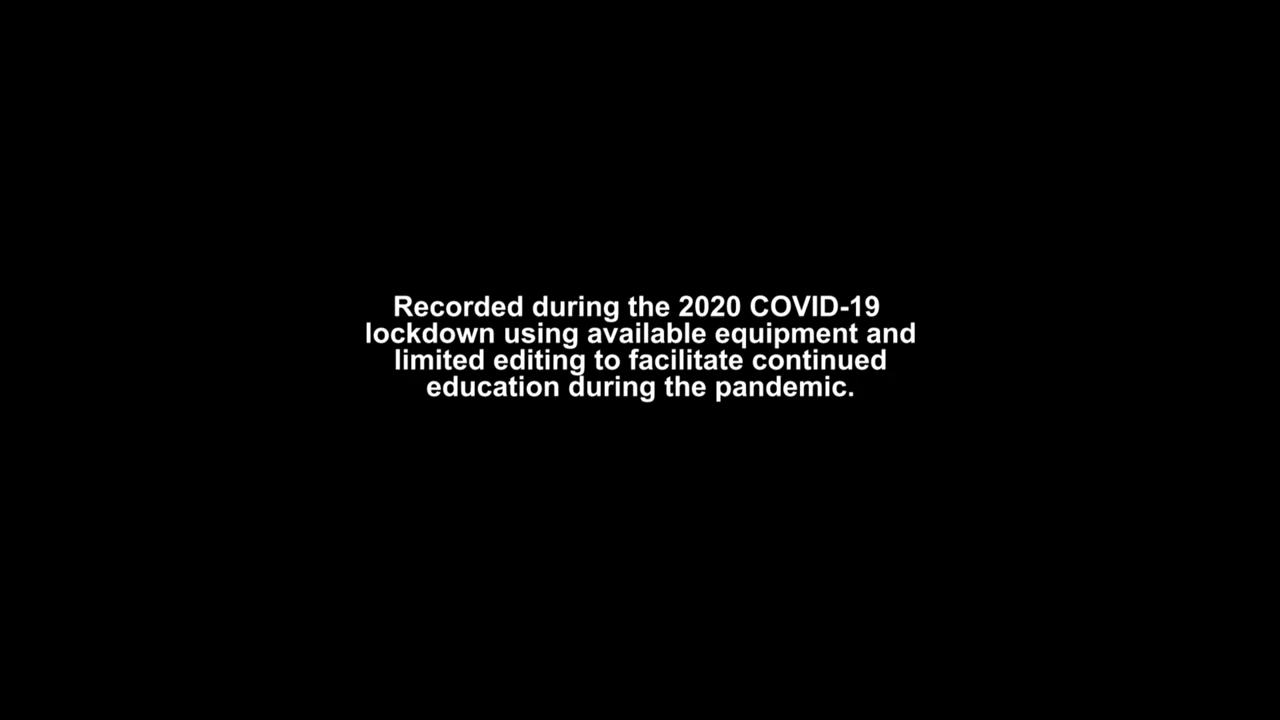 Recorded during the 2020 COVID-19
lockdown using available equipment and
limited editing to facilitate continued
education during the pandemic.